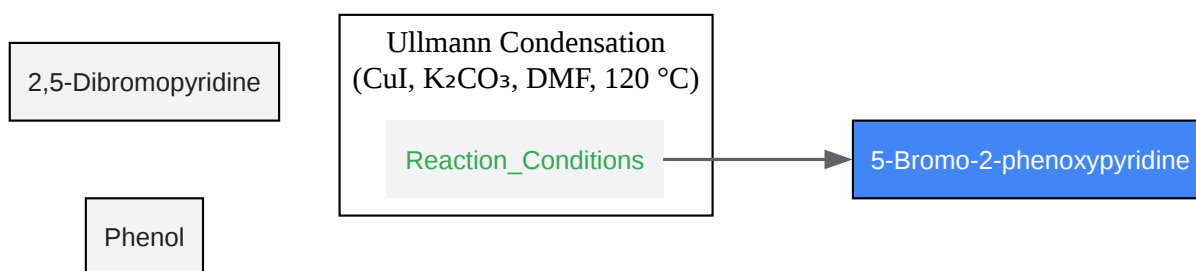 2,5-Dibromopyridine
Phenol
Ullmann Condensation
(CuI, K₂CO₃, DMF, 120 °C)
Reaction_Conditions
5-Bromo-2-phenoxypyridine